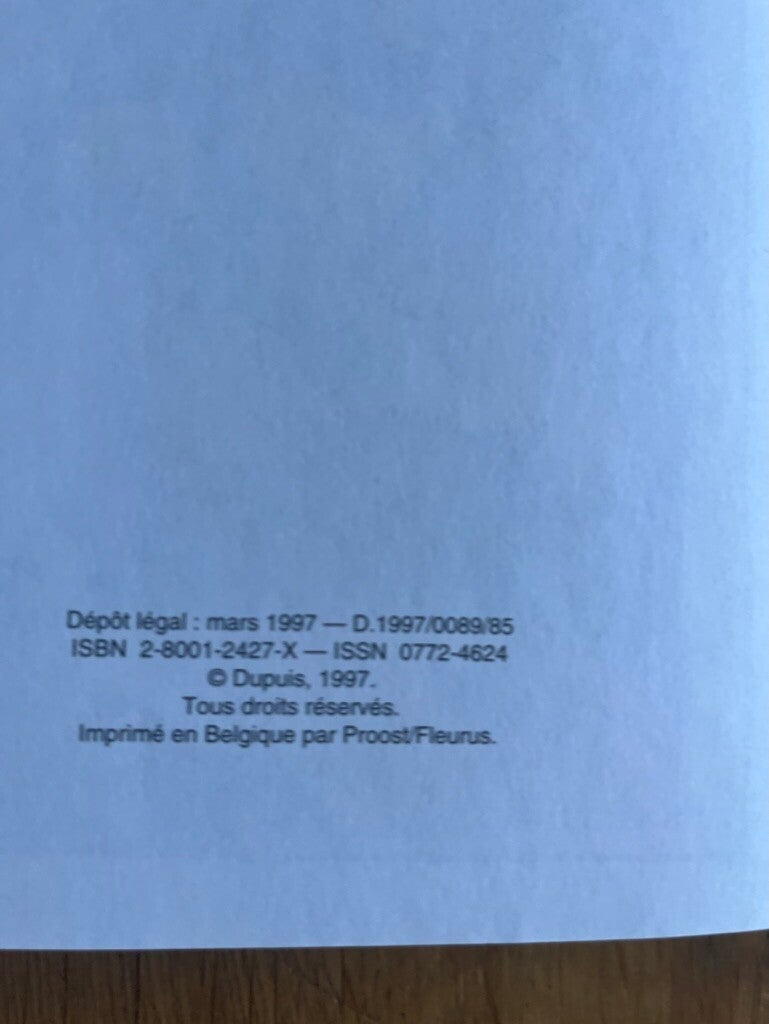 Dépôt légal : mars 1997 — D.1997/0089/85
ISBN 2-8001-2427-X — ISSN 0772-4624
© Dupuis, 1997.
Tous droits réservés.
Imprimé en Belgique par Proost/Fleurus.